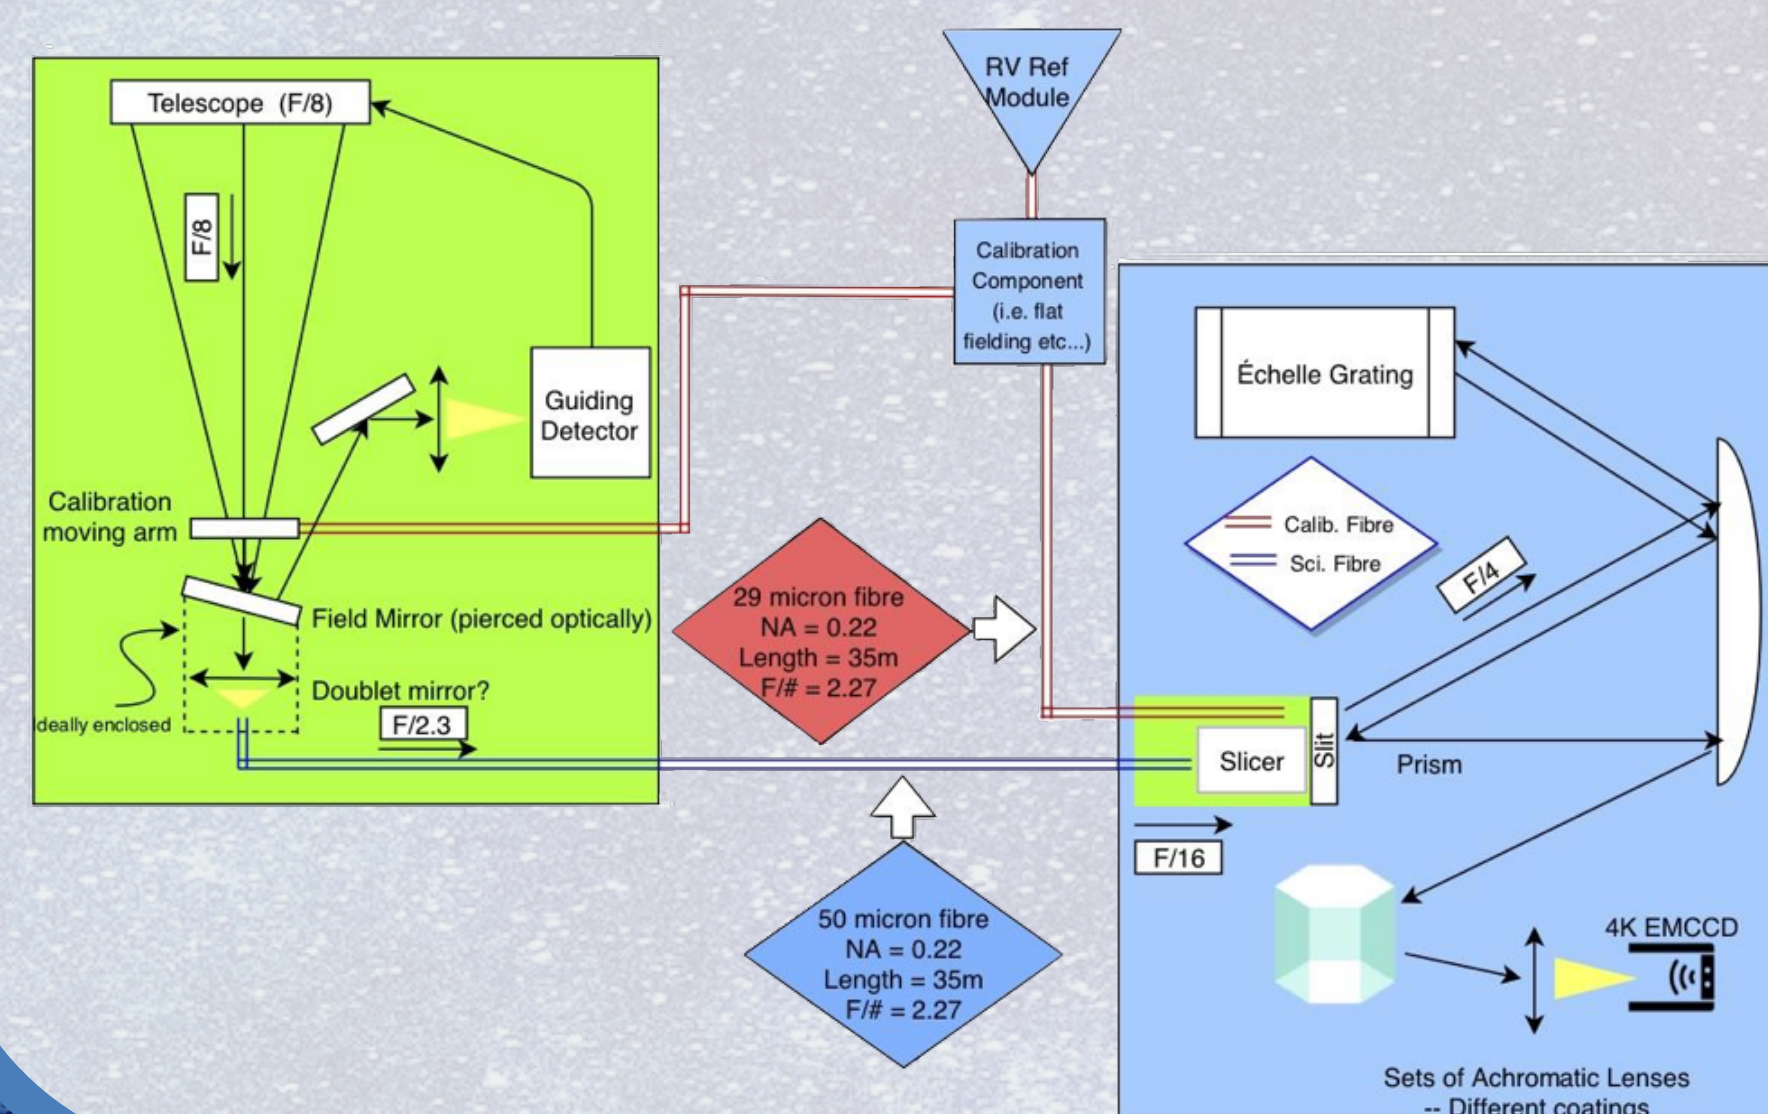 Telescope (F/8)
F/8
Guiding
Detector
Calibration
moving arm
Field Mirror (pierced optically)
Doublet mirror?
deally enclosed
F/2.3
RV Ref
Module
Calibration
Component
(i.e. flat
fielding etc...)
29 micron fibre
NA = 0.22
Length = 35m
F/# = 2.27
50 micron fibre
NA = 0.22
Length = 35m
F/# = 2.27
Échelle Grating
Calib. Fibre
Sci. Fibre
F/4
Slicer
Slit
Prism
F/16
4K EMCCD
Sets of Achromatic Lenses
-- Different coatings